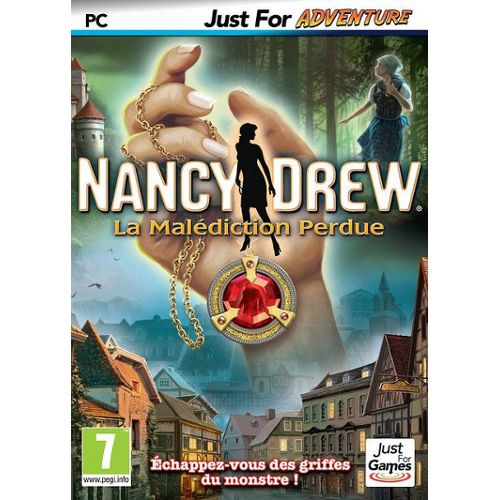 PC
Just For ADVENTURE
NANCY DREW®
La Malédiction Perdue
7
www.pegi.info
Échappez-vous des griffes
du monstre !
Just
For
Games